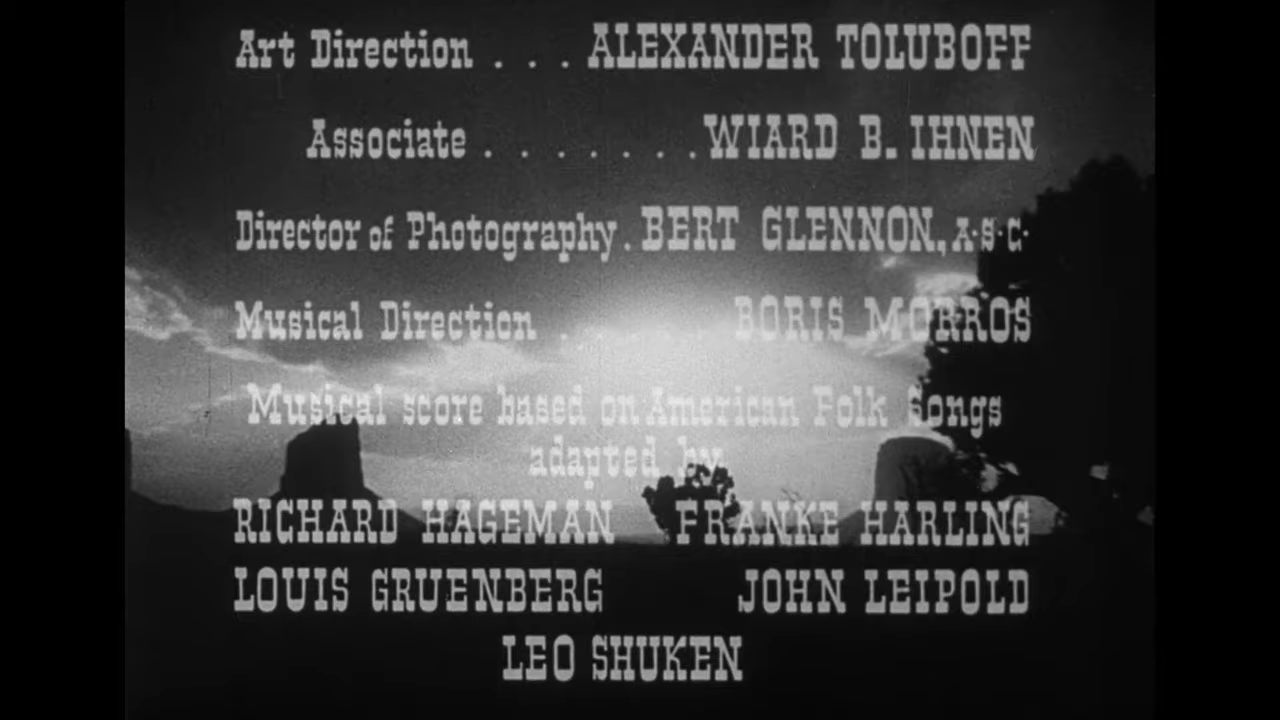 Art Direction . . . ALEXANDER TOLUBOFF
Associate . . . . . . . WIARD B. IHNEN
Director of Photography . BERT GLENNON, A·S·C·
Musical Direction . . . . . . BORIS MORROS
Musical score based on American Folk Songs
adapted by
RICHARD HAGEMAN FRANKE HARLING
LOUIS GRUENBERG JOHN LEIPOLD
LEO SHUKEN